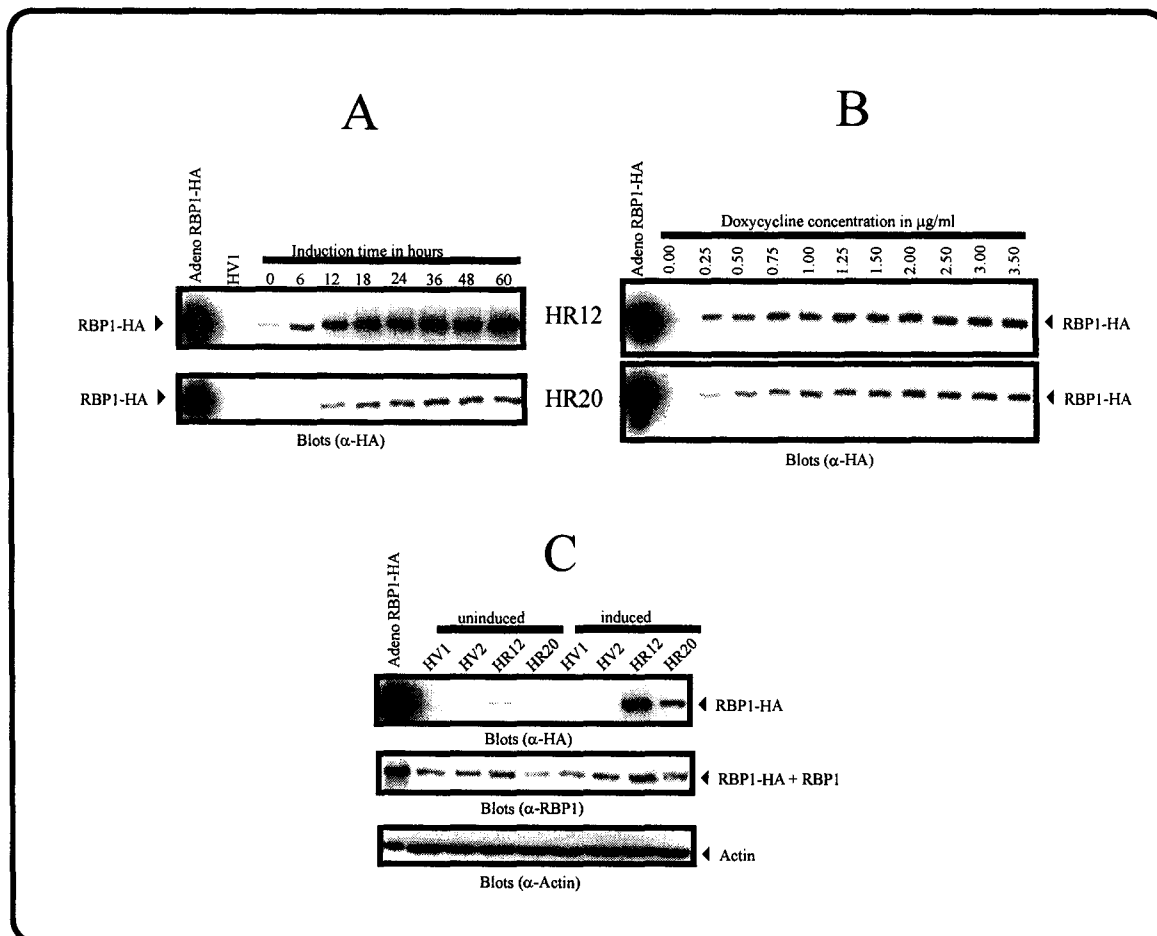 A
Adeno RBP1-HA
HV1
Induction time in hours
0 6 12 18 24 36 48 60
RBP1-HA
HR12
RBP1-HA
HR20
Blots (α-HA)
B
Adeno RBP1-HA
Doxycycline concentration in µg/ml
0.00 0.25 0.50 0.75 1.00 1.25 1.50 2.00 2.50 3.00 3.50
RBP1-HA
RBP1-HA
Blots (α-HA)
C
Adeno RBP1-HA
uninduced induced
HV1 HV2 HR12 HR20 HV1 HV2 HR12 HR20
RBP1-HA
Blots (α-HA)
RBP1-HA + RBP1
Blots (α-RBP1)
Actin
Blots (α-Actin)